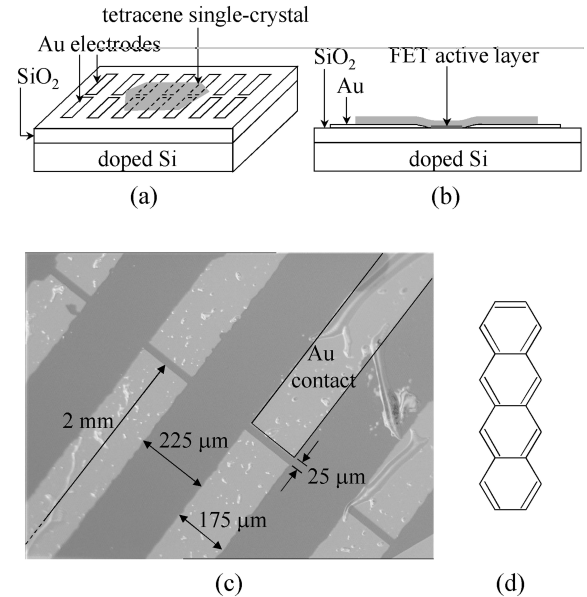 tetracene single-crystal
Au electrodes
SiO2
doped Si
(a)
SiO2
FET active layer
Au
doped Si
(b)
Au
contact
2 mm
225 μm
25 μm
175 μm
(c)
(d)